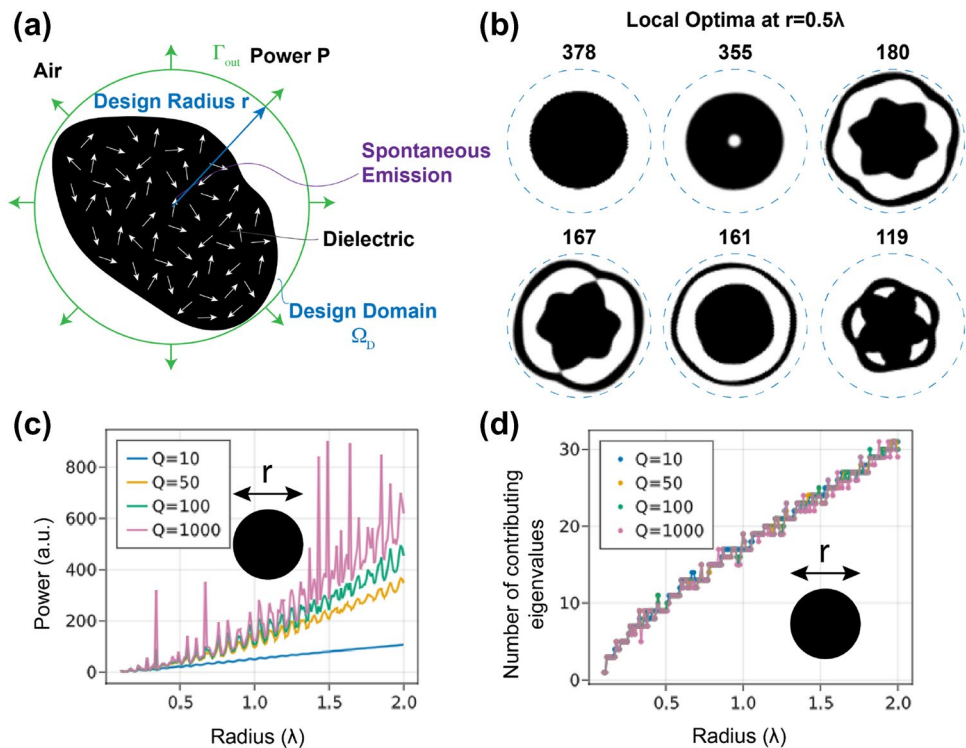 (a)
Γout
Power P
Air
Design Radius r
Spontaneous
Emission
Dielectric
Design Domain
ΩD
(b)
Local Optima at r=0.5λ
378 355 180
167 161 119
(c)
800
600
400
200
0
Power (a.u.)
Q=10
Q=50
Q=100
Q=1000
r
0.5 1.0 1.5 2.0
Radius (λ)
(d)
30
20
10
0
Number of contributing
eigenvalues
Q=10
Q=50
Q=100
Q=1000
r
0.5 1.0 1.5 2.0
Radius (λ)